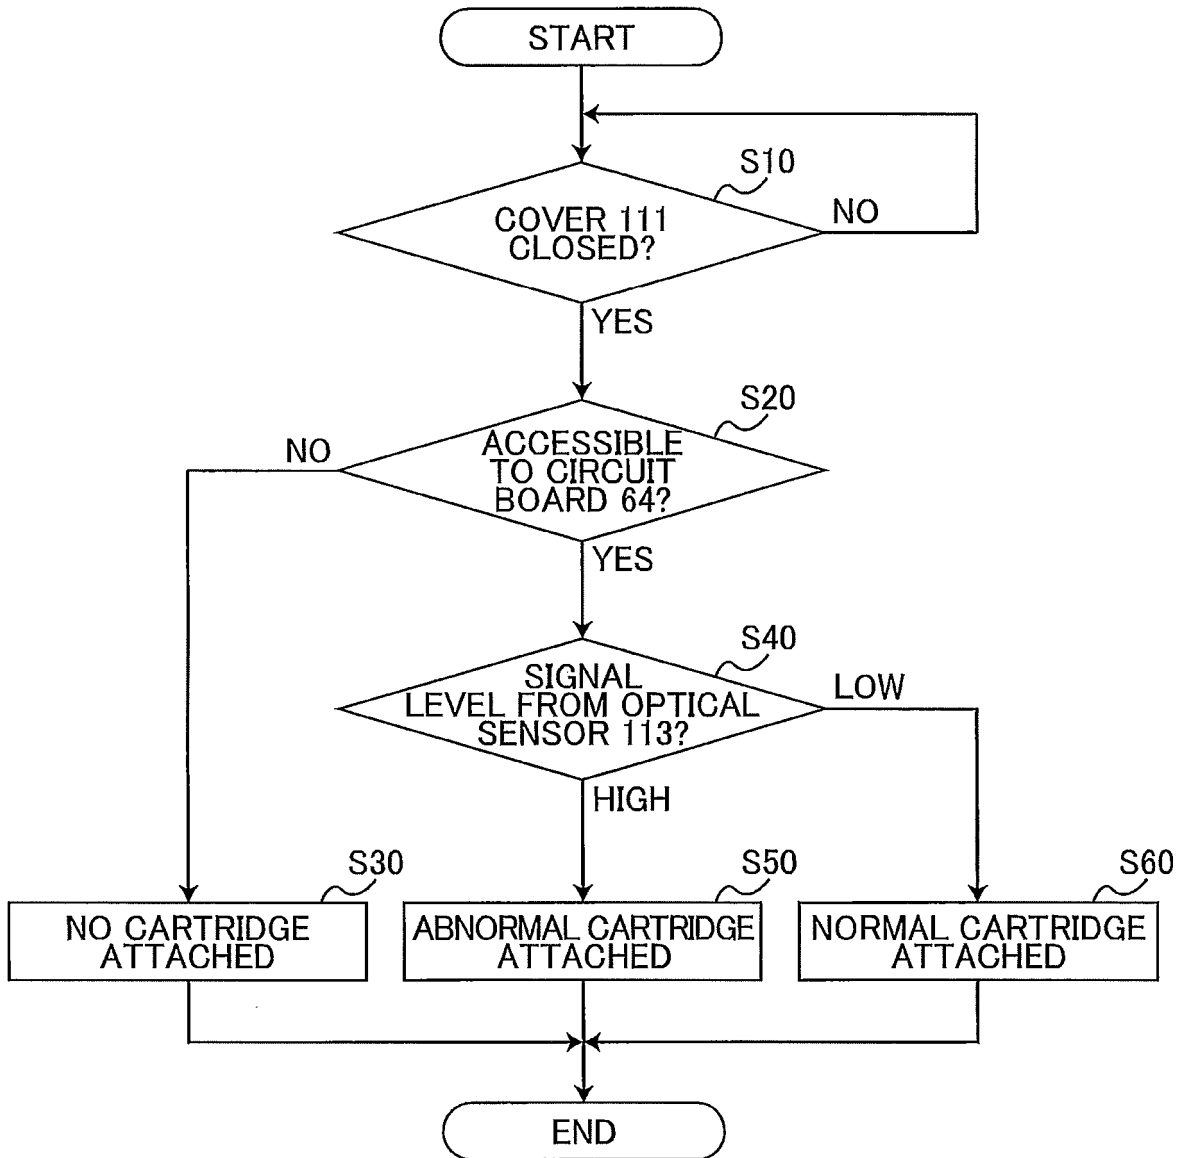 START
S10
COVER 111
CLOSED?
NO
YES
S20
ACCESSIBLE
TO CIRCUIT
BOARD 64?
NO
YES
S40
SIGNAL
LEVEL FROM OPTICAL
SENSOR 113?
LOW
HIGH
S30
NO CARTRIDGE
ATTACHED
S50
ABNORMAL CARTRIDGE
ATTACHED
S60
NORMAL CARTRIDGE
ATTACHED
END